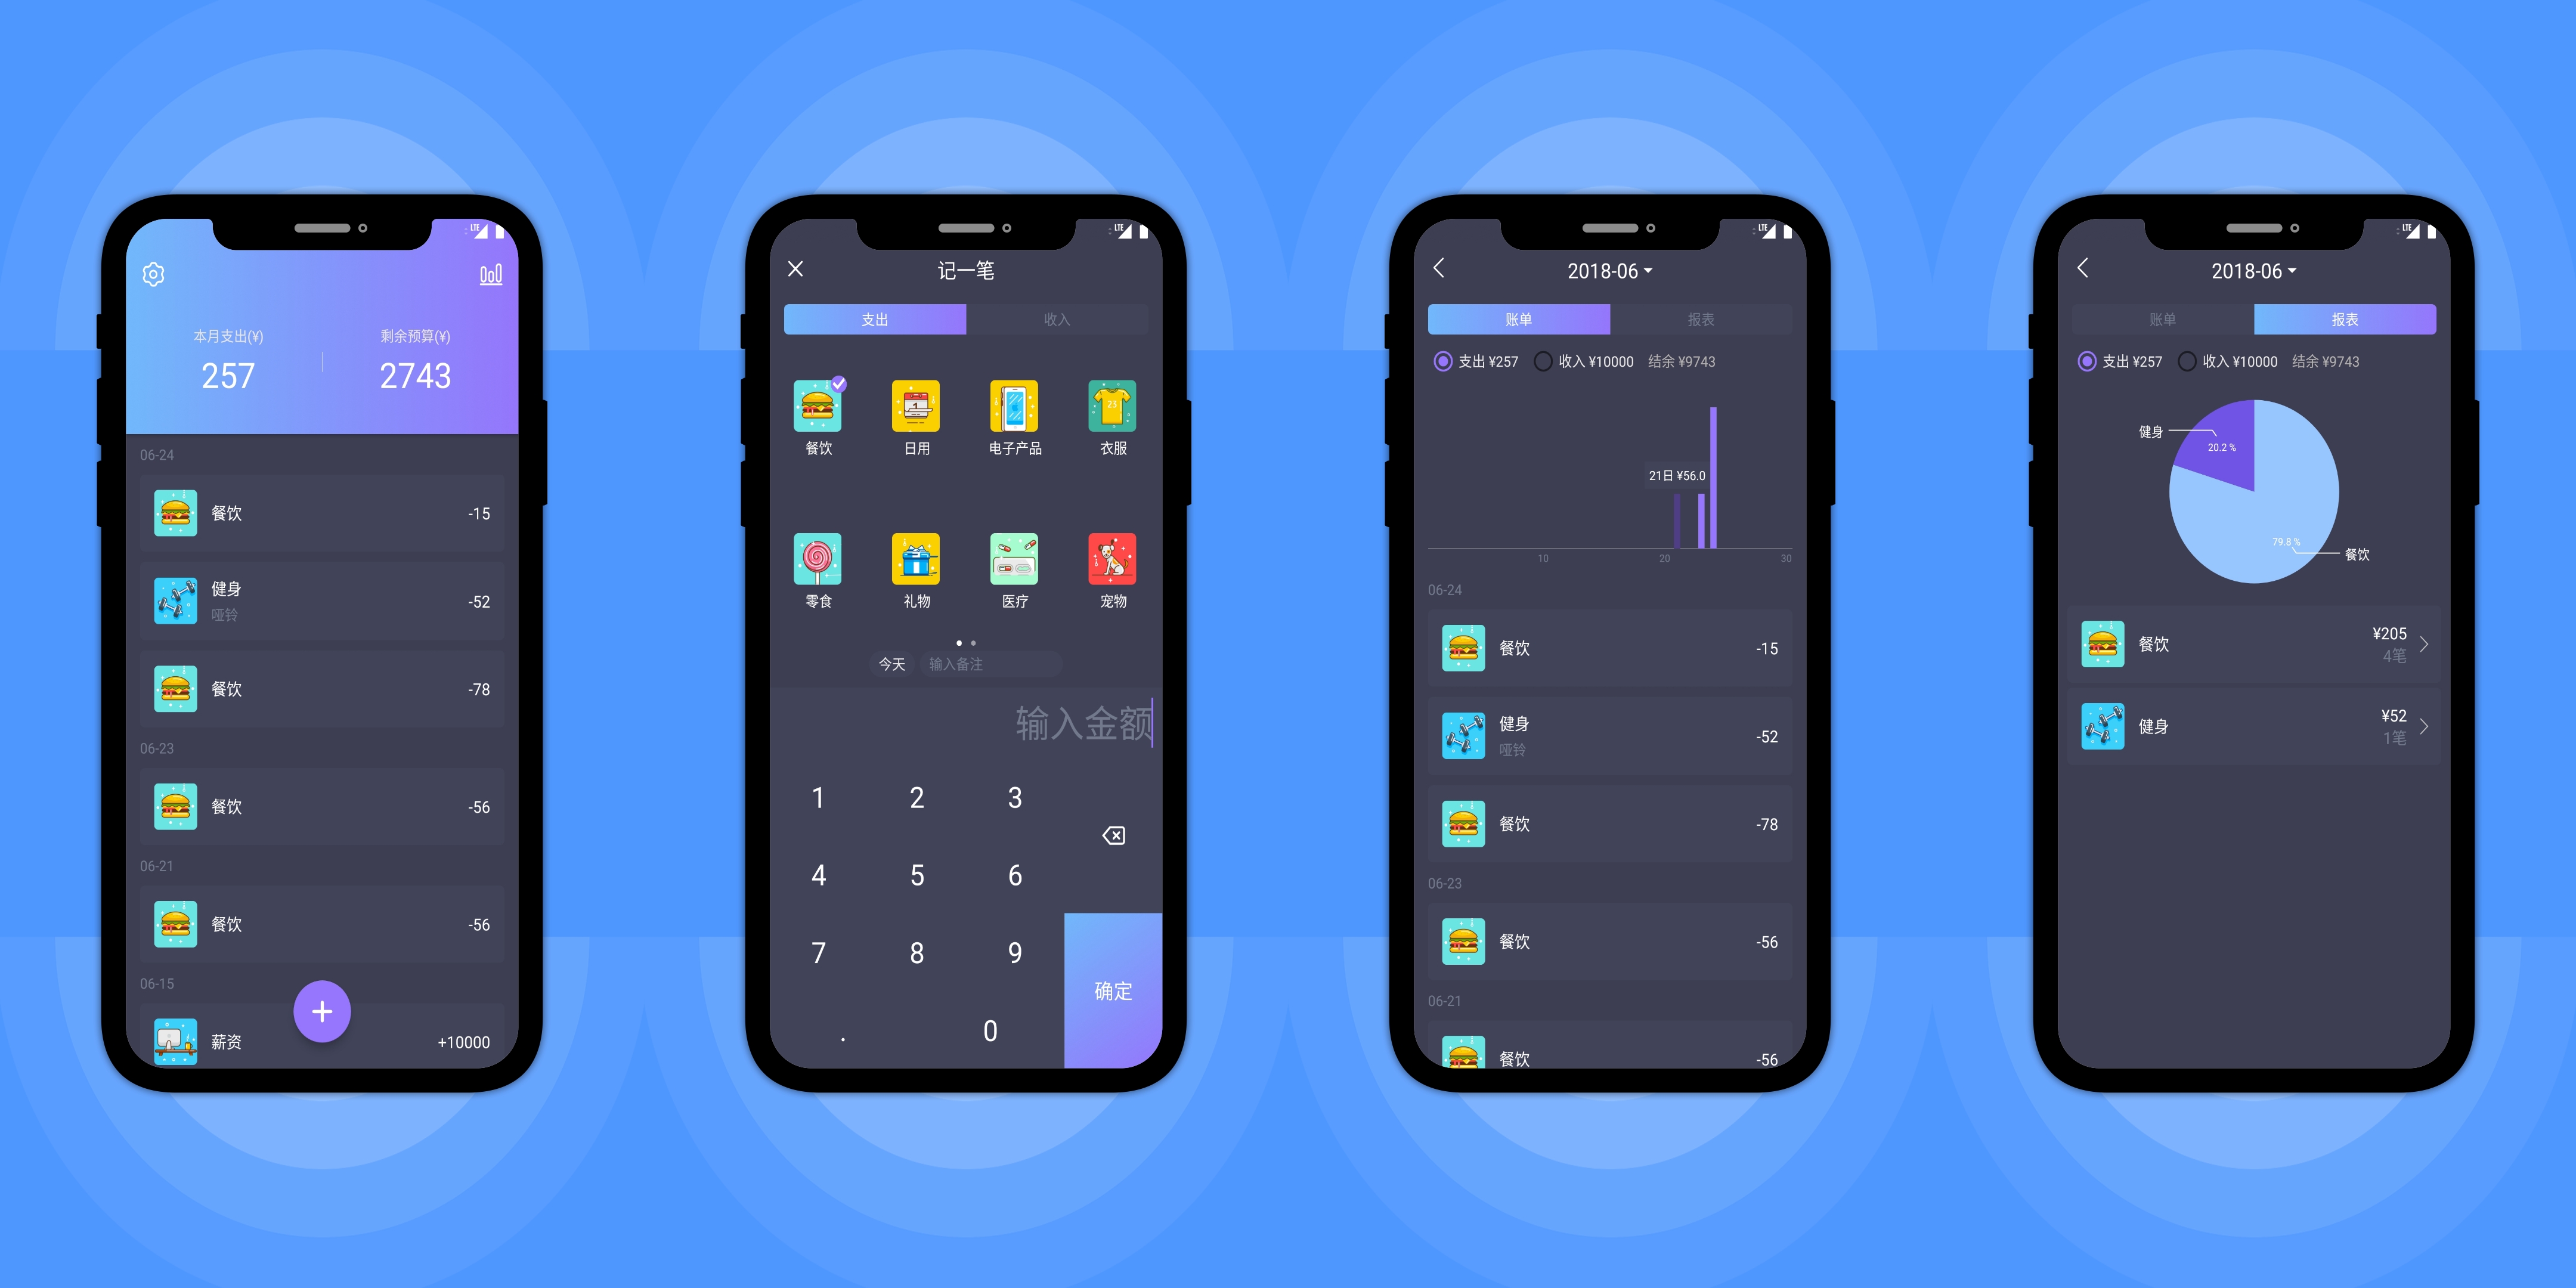 LTE
本月支出(¥) 剩余预算(¥)
257 2743
06-24
餐饮 -15
健身 -52
哑铃
餐饮 -78
06-23
餐饮 -56
06-21
餐饮 -56
06-15
薪资 +10000
LTE
记一笔
支出 收入
1
23
餐饮 日用 电子产品 衣服
零食 礼物 医疗 宠物
今天 输入备注
输入金额
1 2 3
4 5 6
7 8 9
. 0
确定
LTE
2018-06
账单 报表
支出 ¥257 收入 ¥10000 结余 ¥9743
21日 ¥56.0
10 20 30
06-24
餐饮 -15
健身 -52
哑铃
餐饮 -78
06-23
餐饮 -56
06-21
餐饮 -56
LTE
2018-06
账单 报表
支出 ¥257 收入 ¥10000 结余 ¥9743
健身
20.2 %
79.8 %
餐饮
餐饮 ¥205
4笔
健身 ¥52
1笔